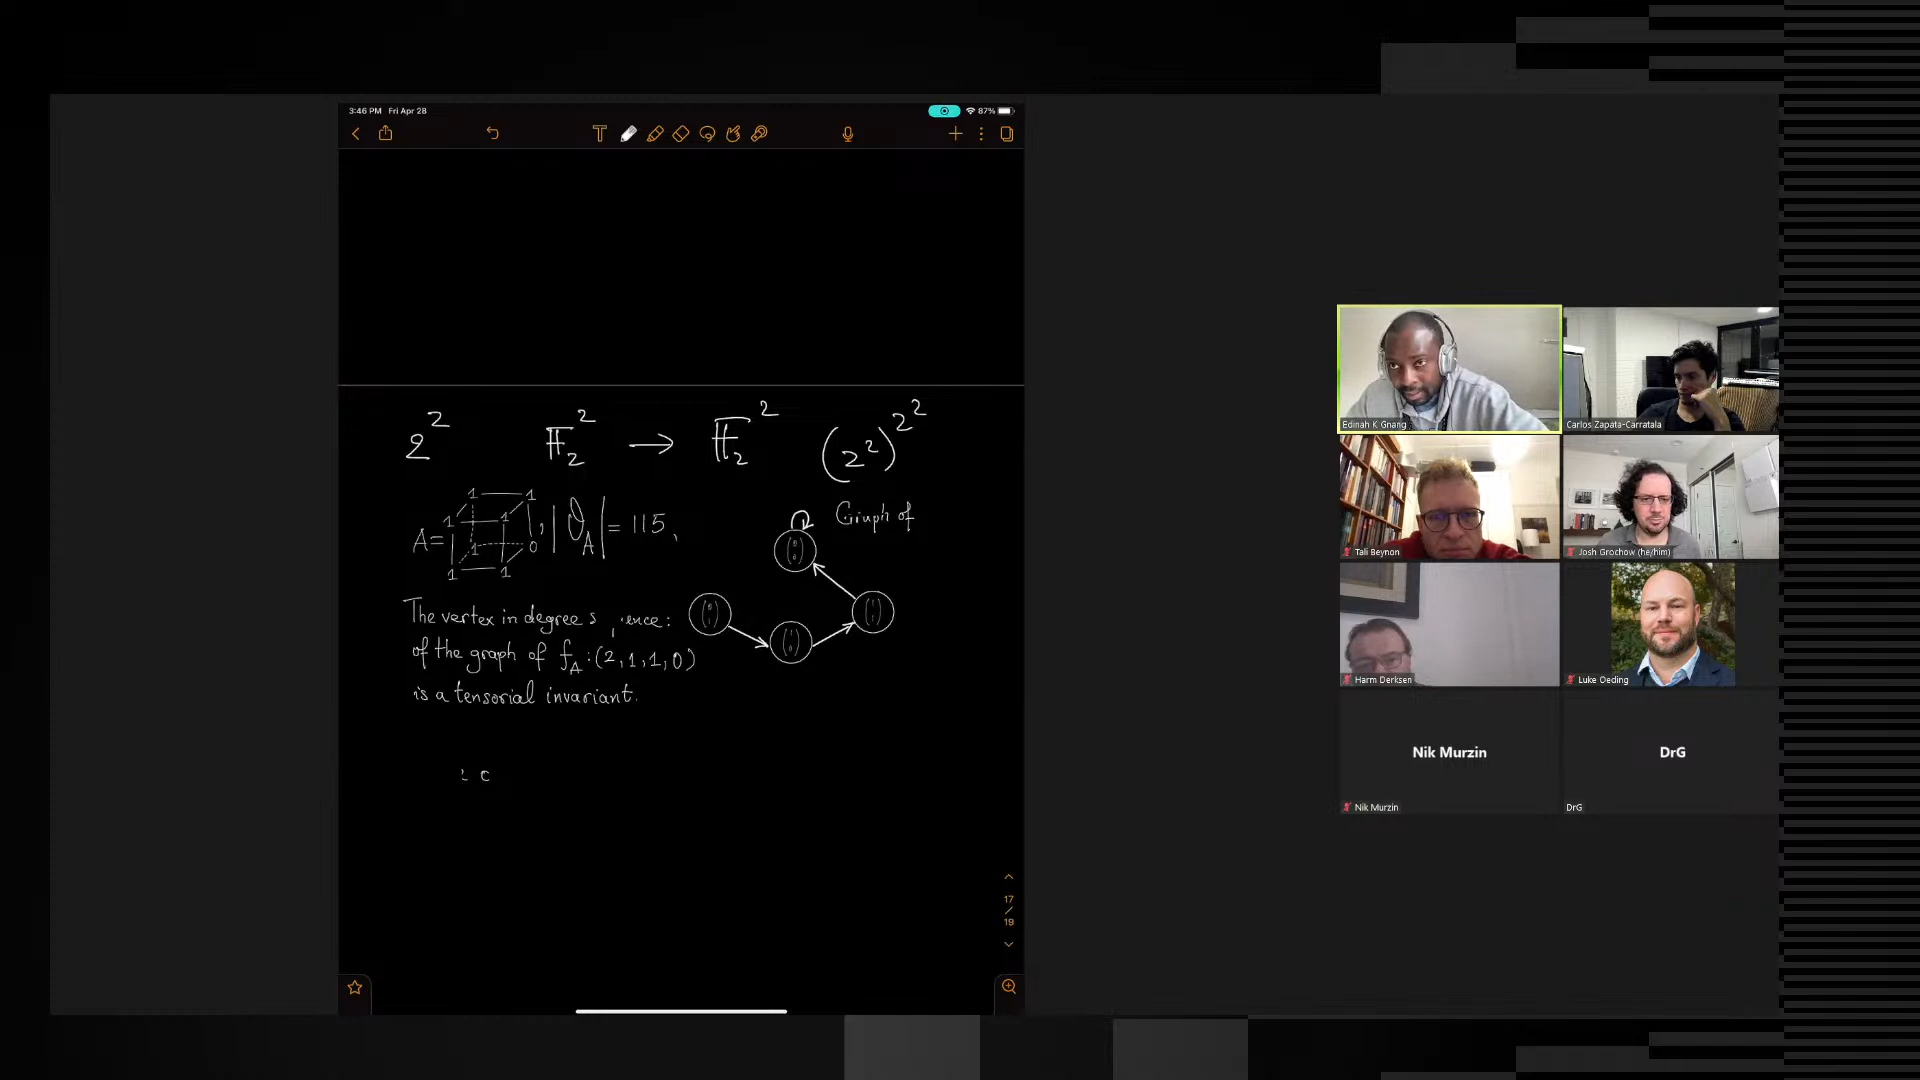 3:46 PM Fri Apr 28
87%
T
2^2 𝔽_2^2 → 𝔽_2^2 (2^2)^{2^2}
1 1
1 1
A= , |𝒪_A| = 115,
1 0
1 1
Graph of
The vertex in degree s ence:
of the graph of f_A : (2,1,1,0)
is a tensorial invariant.
17
/
19
Edinah K Gnang
Carlos Zapata-Carratala
Tali Beynon
Josh Grochow (he/him)
Harm Derksen
Luke Oeding
Nik Murzin
DrG
Nik Murzin
DrG